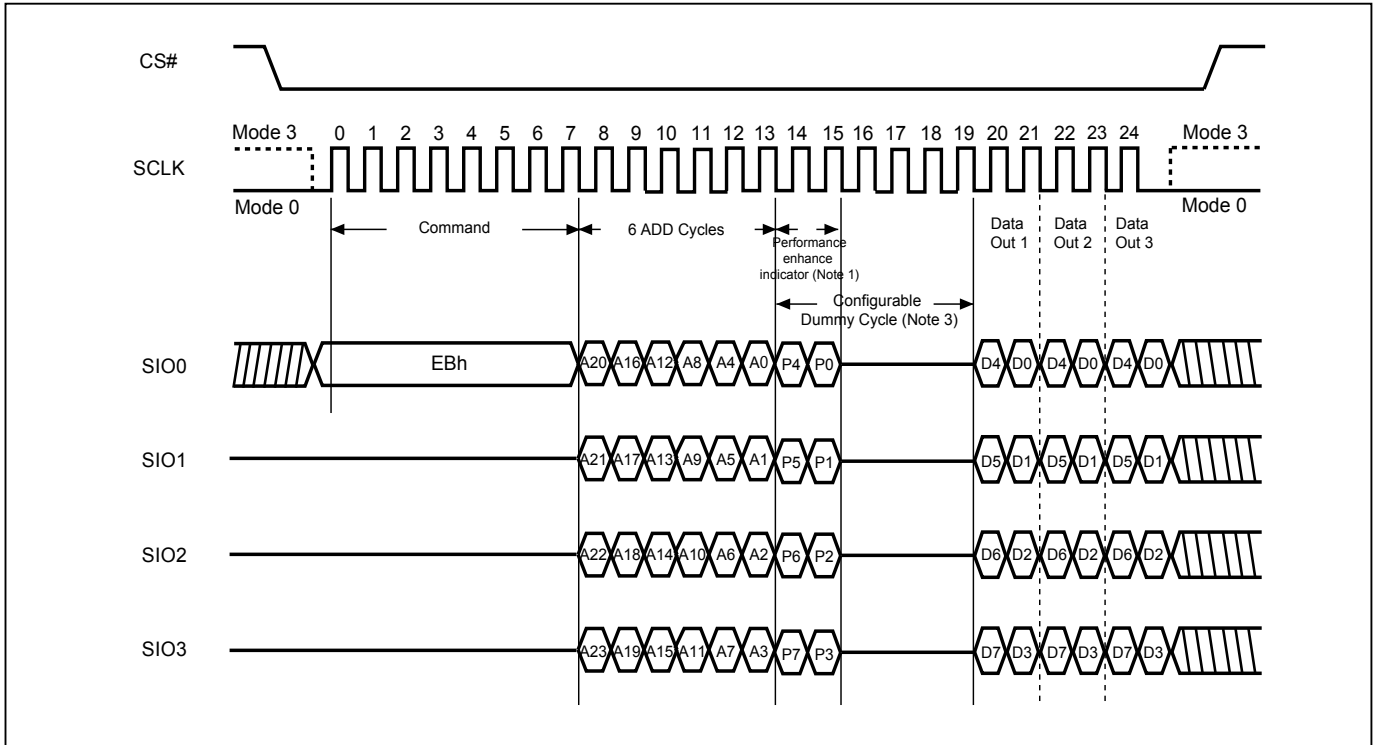 CS#
Mode 3 0 1 2 3 4 5 6 7 8 9 10 11 12 13 14 15 16 17 18 19 20 21 22 23 24 Mode 3
SCLK
Mode 0 Mode 0
Command 6 ADD Cycles Data Out 1 Data Out 2 Data Out 3
Performance
enhance
indicator (Note 1)
Configurable
Dummy Cycle (Note 3)
SIO0 EBh A20 A16 A12 A8 A4 A0 P4 P0 D4 D0 D4 D0 D4 D0
SIO1 A21 A17 A13 A9 A5 A1 P5 P1 D5 D1 D5 D1 D5 D1
SIO2 A22 A18 A14 A10 A6 A2 P6 P2 D6 D2 D6 D2 D6 D2
SIO3 A23 A19 A15 A11 A7 A3 P7 P3 D7 D3 D7 D3 D7 D3